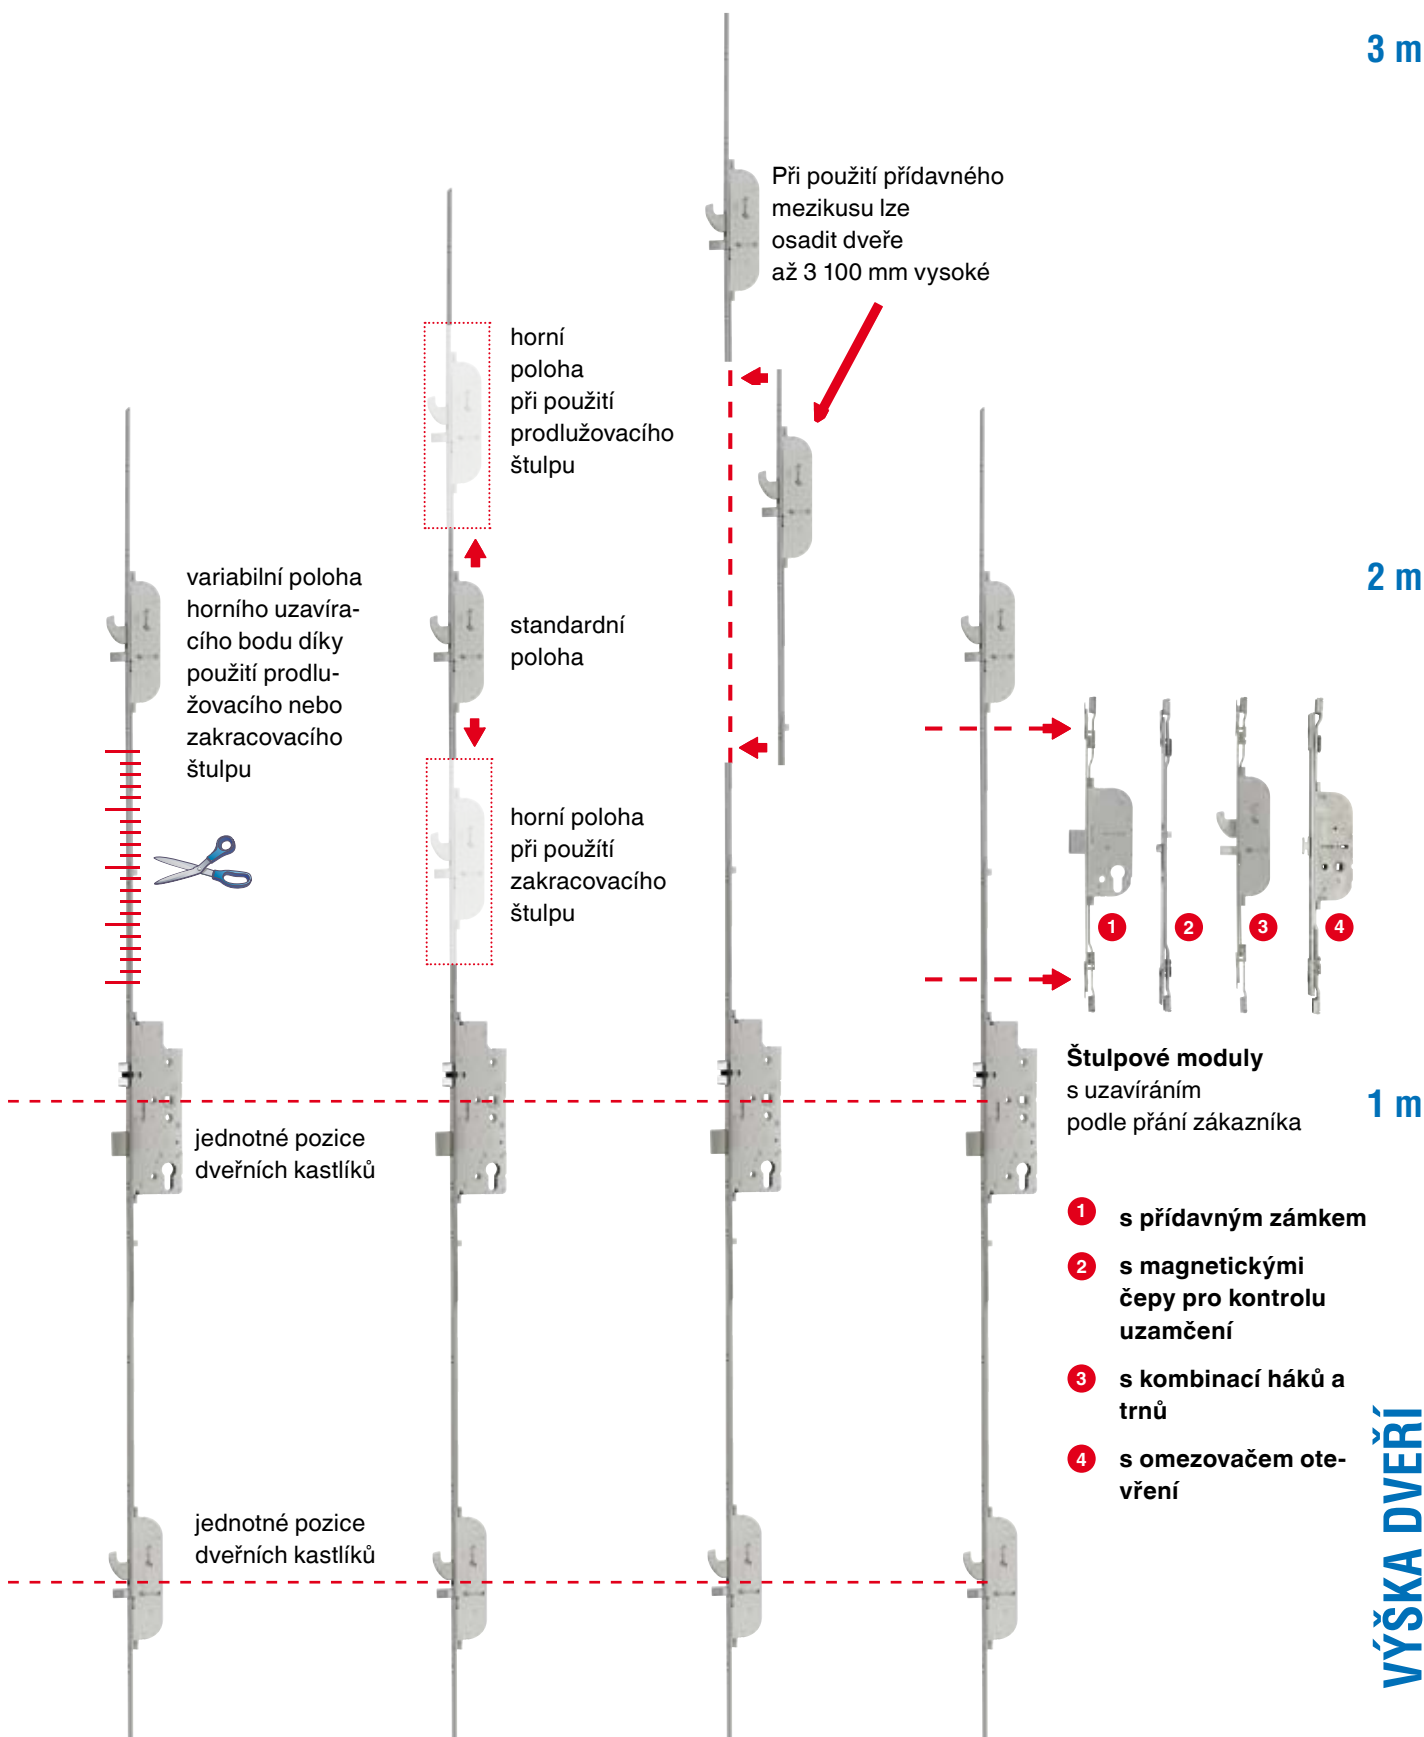 3 m
Při použití přídavného
mezikusu lze
osadit dveře
až 3 100 mm vysoké
horní
poloha
při použití
prodlužovacího
štulpu
variabilní poloha
horního uzavíra-
cího bodu díky
použití prodlu-
žovacího nebo
zakracovacího
štulpu
standardní
poloha
2 m
horní poloha
při použítí
zakracovacího
štulpu
1
2
3
4
Štulpové moduly
s uzavíráním
podle přání zákazníka
1 m
jednotné pozice
dveřních kastlíků
1 s přídavným zámkem
2 s magnetickými
čepy pro kontrolu
uzamčení
3 s kombinací háků a
trnů
4 s omezovačem ote-
vření
jednotné pozice
dveřních kastlíků
VÝŠKA DVEŘÍ